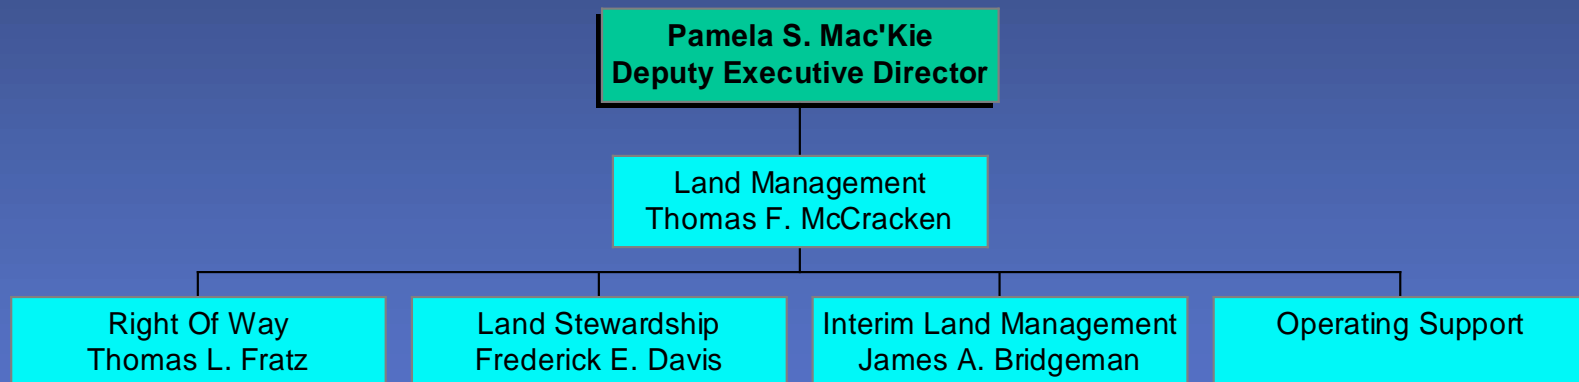 Pamela S. Mac'Kie
Deputy Executive Director
Land Management
Thomas F. McCracken
Right Of Way
Thomas L. Fratz
Land Stewardship
Frederick E. Davis
Interim Land Management
James A. Bridgeman
Operating Support